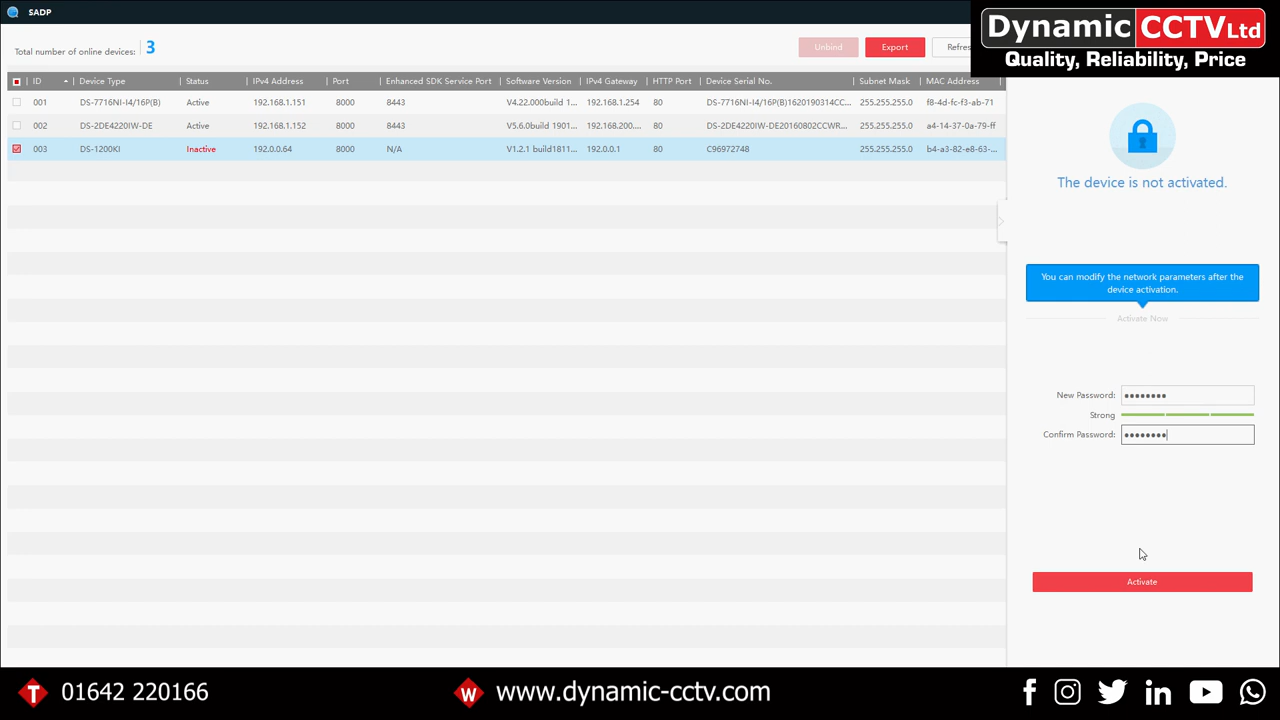 SADP
Dynamic CCTV Ltd
Quality, Reliability, Price
Total number of online devices: 3
Unbind Export Refres
ID Device Type Status IPv4 Address Port Enhanced SDK Service Port Software Version IPv4 Gateway HTTP Port Device Serial No. Subnet Mask MAC Address
001 DS-7716NI-I4/16P(B) Active 192.168.1.151 8000 8443 V4.22.000build 1... 192.168.1.254 80 DS-7716NI-I4/16P(B)1620190314CC... 255.255.255.0 f8-4d-fc-f3-ab-71
002 DS-2DE4220IW-DE Active 192.168.1.152 8000 8443 V5.6.0build 1901... 192.168.200.... 80 DS-2DE4220IW-DE20160802CCWR... 255.255.255.0 a4-14-37-0a-79-ff
003 DS-1200KI Inactive 192.0.0.64 8000 N/A V1.2.1 build1811... 192.0.0.1 80 C96972748 255.255.255.0 b4-a3-82-e8-63-...
The device is not activated.
You can modify the network parameters after the
device activation.
Activate Now
New Password: ••••••••
Strong
Confirm Password: ••••••••
Activate
T 01642 220166 W www.dynamic-cctv.com